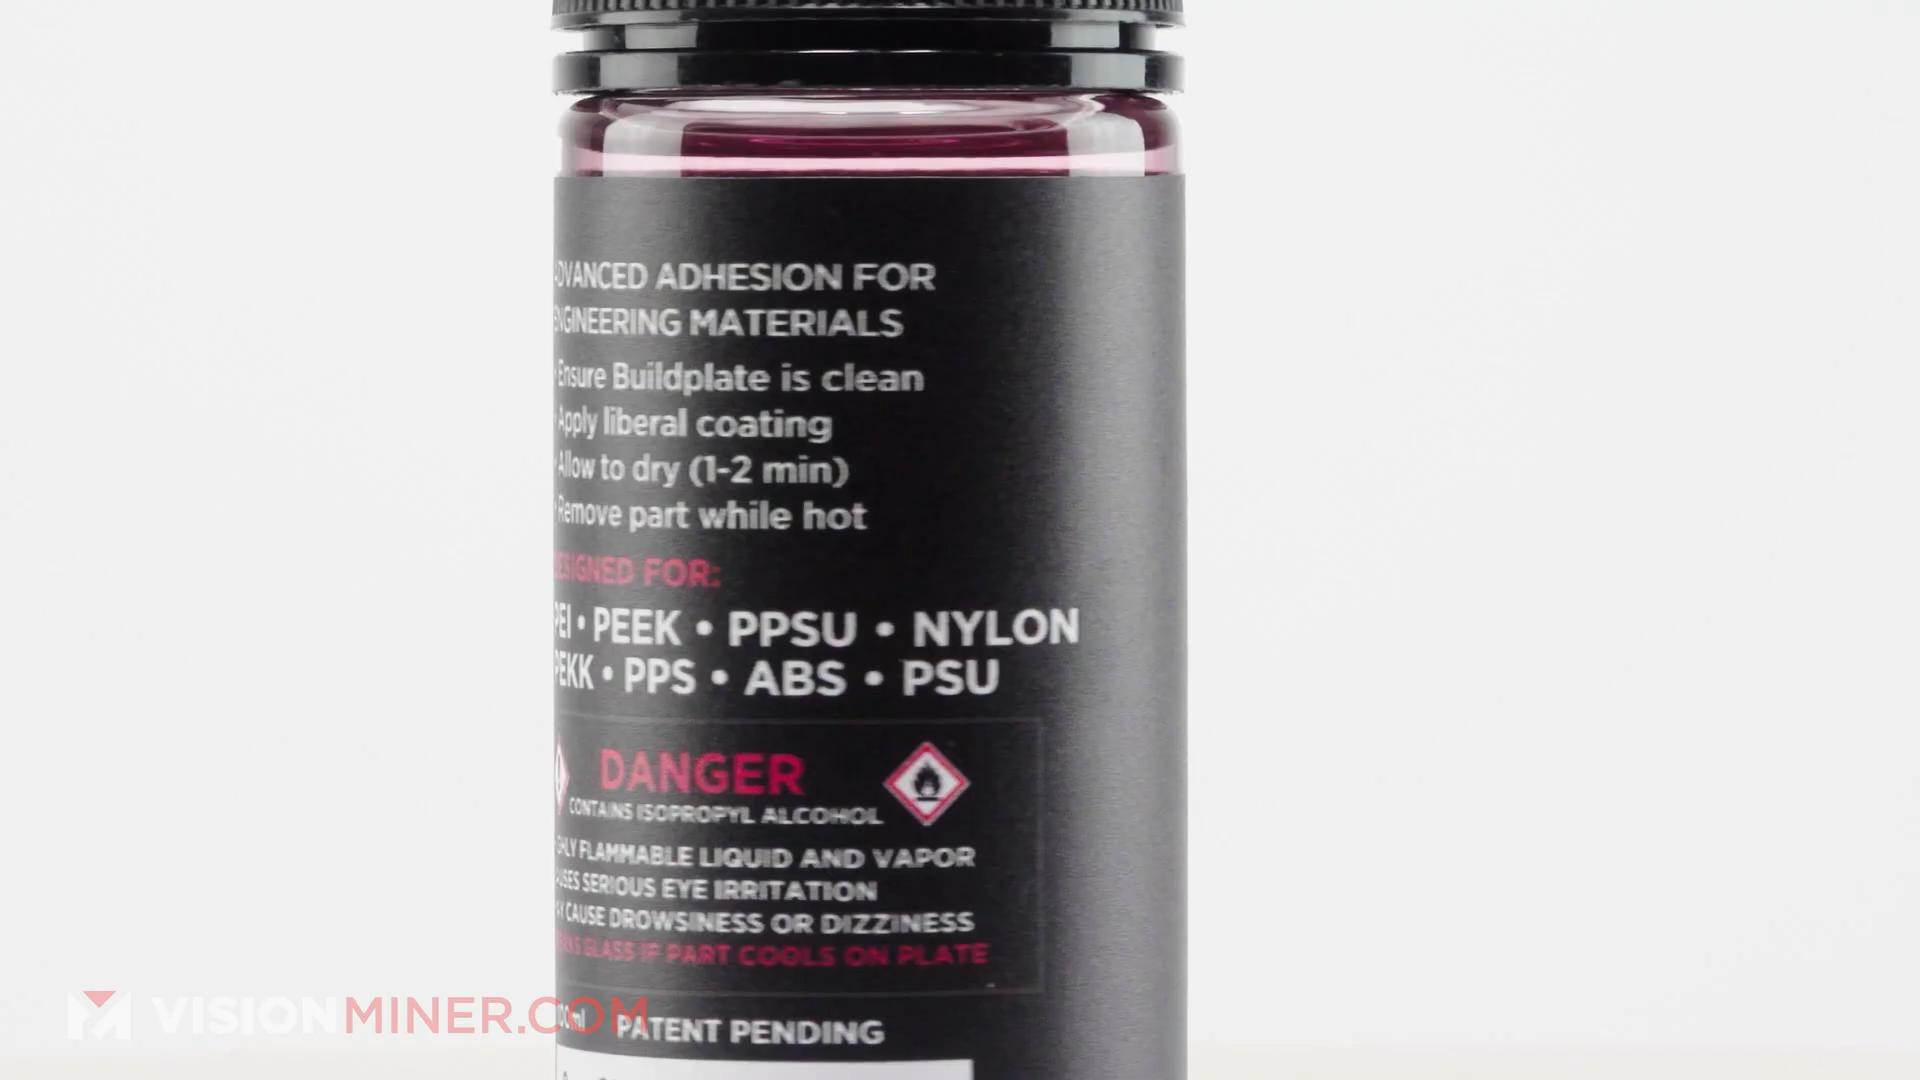 ADVANCED ADHESION FOR
ENGINEERING MATERIALS
• Ensure Buildplate is clean
• Apply liberal coating
• Allow to dry (1-2 min)
• Remove part while hot
DESIGNED FOR:
PEI • PEEK • PPSU • NYLON
PEKK • PPS • ABS • PSU
DANGER
CONTAINS ISOPROPYL ALCOHOL
FLAMMABLE LIQUID AND VAPOR
SERIOUS EYE IRRITATION
CAUSE DROWSINESS OR DIZZINESS
GLASS IF PART COOLS ON PLATE
PATENT PENDING
VISIONMINER.COM